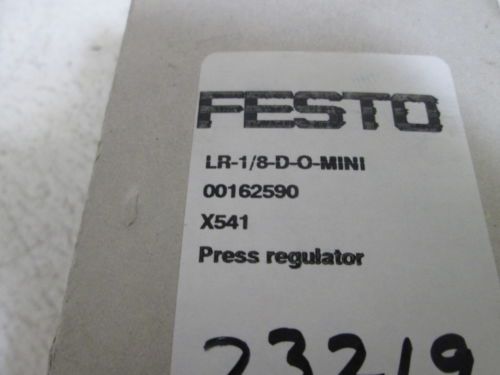 FESTO
LR-1/8-D-O-MINI
00162590
X541
Press regulator
23219